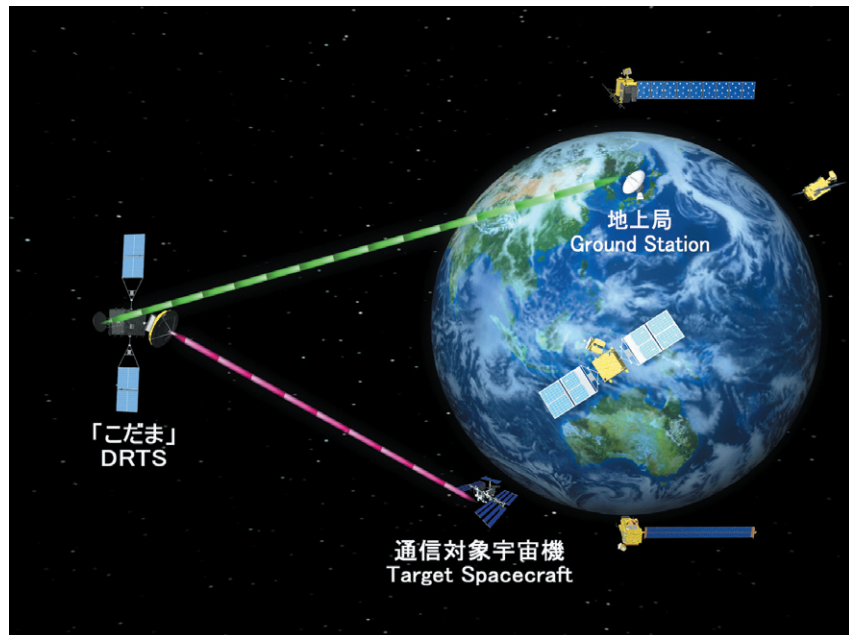 地上局
Ground Station
「こだま」
DRTS
通信対象宇宙機
Target Spacecraft